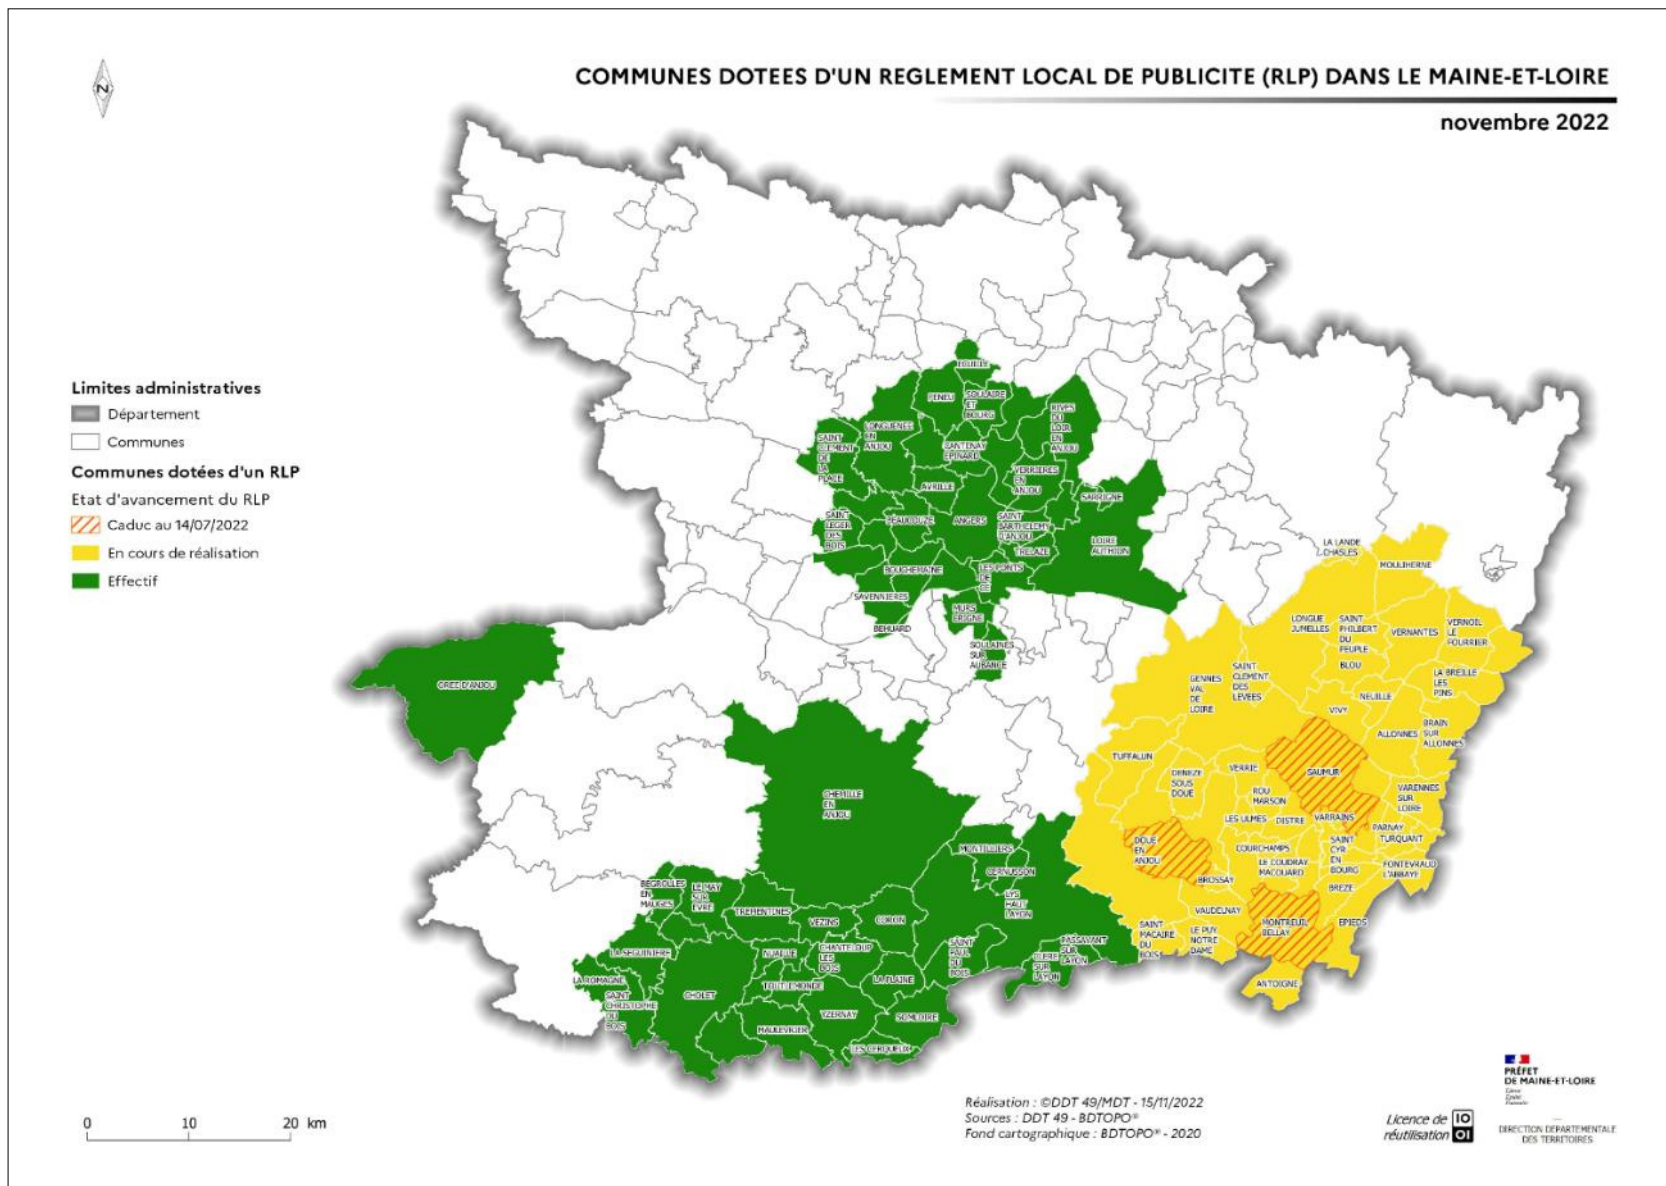 COMMUNES DOTEES D'UN REGLEMENT LOCAL DE PUBLICITE (RLP) DANS LE MAINE-ET-LOIRE
novembre 2022
N
Limites administratives
Département
Communes
Communes dotées d'un RLP
Etat d'avancement du RLP
Caduc au 14/07/2022
En cours de réalisation
Effectif
FENEU
SOULAIRE
ET
BOURG
RIVES
DU
LOIR EN
ANJOU
LONGUENEE
EN
ANJOU
SAINT
CLEMENT
DE
LA
PLACE
CANTENAY
EPINARD
VERRIERES
EN
ANJOU
AVRILLE
SARRIGNE
SAINT
LEGER
DES
BOIS
BEAUCOUZE
ANGERS
SAINT
BARTHELEMY
D'ANJOU
TRELAZE
LOIRE
AUTHION
BOUCHEMAINE
LES PONTS
DE
CE
SAVENNIERES
BEHUARD
MURS
ERIGNE
SOULAINES
SUR
AUBANCE
LA LANDE
CHASLES
MOULIHERNE
LONGUE
JUMELLES
SAINT
PHILBERT
DU
PEUPLE
BLOU
VERNANTES
VERNOIL
LE
FOURRIER
GENNES
VAL
DE
LOIRE
SAINT
CLEMENT
DES
LEVEES
LA BREILLE
LES
PINS
NEUILLE
VIVY
ALLONNES
BRAIN
SUR
ALLONNES
TUFFALUN
DENEZE
SOUS
DOUE
VERRIE
SAUMUR
ROU
MARSON
VARENNES
SUR
LOIRE
LES ULMES
DISTRE
VARRAINS
PARNAY
TURQUANT
DOUE
EN
ANJOU
COURCHAMPS
LE COUDRAY
MACOUARD
SAINT
CYR
EN
BOURG
FONTEVRAUD
L'ABBAYE
BROSSAY
BREZE
VAUDELNAY
MONTREUIL
BELLAY
EPIEDS
SAINT
MACAIRE
DU
BOIS
LE PUY
NOTRE
DAME
ANTOIGNE
OREE D'ANJOU
CHEMILLE
EN
ANJOU
MONTILLIERS
CERNUSSON
LYS
HAUT
LAYON
BEGROLLES
EN
MAUGES
LE MAY
SUR
EVRE
TREMENTINES
VEZINS
CORON
LA SEGUINIERE
NUAILLE
CHANTELOUP
LES
BOIS
SAINT
PAUL
DU
BOIS
PASSAVANT
SUR
LAYON
CLERE
SUR
LAYON
LA ROMAGNE
SAINT
CHRISTOPHE
DU
BOIS
CHOLET
TOUTLEMONDE
LA PLAINE
MAULEVRIER
YZERNAY
SOMLOIRE
LES CERQUEUX
0 10 20 km
Réalisation : ©DDT 49/MDT - 15/11/2022
Sources : DDT 49 - BDTOPO®
Fond cartographique : BDTOPO® - 2020
Licence de IO
réutilisation OI
PRÉFET
DE MAINE-ET-LOIRE
DIRECTION DEPARTEMENTALE
DES TERRITOIRES